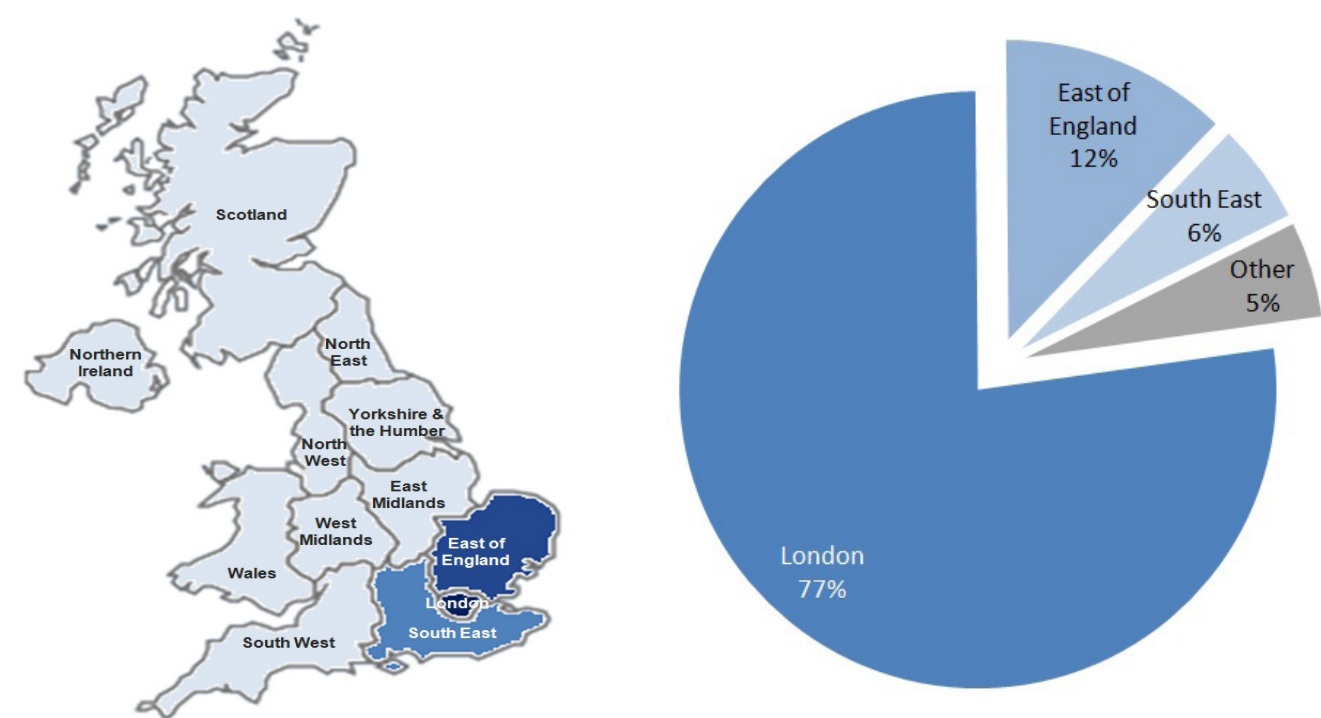 Scotland
Northern
Ireland
North
East
Yorkshire &
the Humber
North
West
East
Midlands
West
Midlands
East of
England
Wales
London
South East
South West
East of
England
12%
South East
6%
Other
5%
London
77%